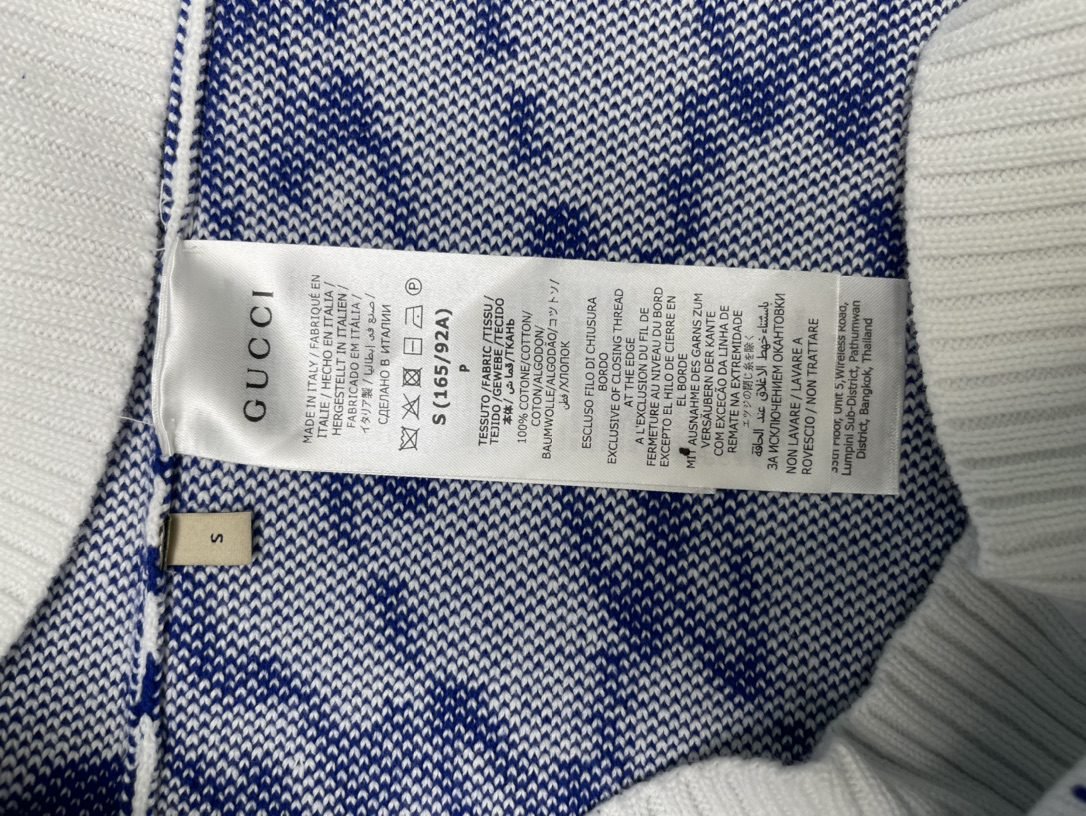 GUCCI
MADE IN ITALY / FABRIQUÉ EN
ITALIE / HECHO EN ITALIA /
HERGESTELLT IN ITALIEN /
FABRICADO EM ITÁLIA /
イタリア製 / صنع في إيطاليا /
СДЕЛАНО В ИТАЛИИ
P
S (165/92A)
P
TESSUTO /FABRIC /TISSU/
TEJIDO /GEWEBE /TECIDO
本体/ قماش /ТКАНЬ
100% COTONE/COTTON/
COTON/ALGODON/
BAUMWOLLE/ALGODAO/コットン/
قطن /ХЛОПОК
ESCLUSO FILO DI CHIUSURA
BORDO
EXCLUSIVE OF CLOSING THREAD
AT THE EDGE
A L'EXCLUSION DU FIL DE
FERMETURE AU NIVEAU DU BORD
EXCEPTO EL HILO DE CIERRE EN
EL BORDE
MIT AUSNAHME DES GARNS ZUM
VERSÄUBERN DER KANTE
COM EXCECÃO DA LINHA DE
REMATE NA EXTREMIDADE
エッジの閉じ糸を除く
باستثناء خيط الإغلاق عند الحافة
ЗА ИСКЛЮЧЕНИЕМ ОКАНТОВКИ
NON LAVARE / LAVARE A
ROVESCIO / NON TRATTARE
Floor, Unit 5, Wireless Road,
Lumpini Sub-District, Pathumwan
District, Bangkok, Thailand
S